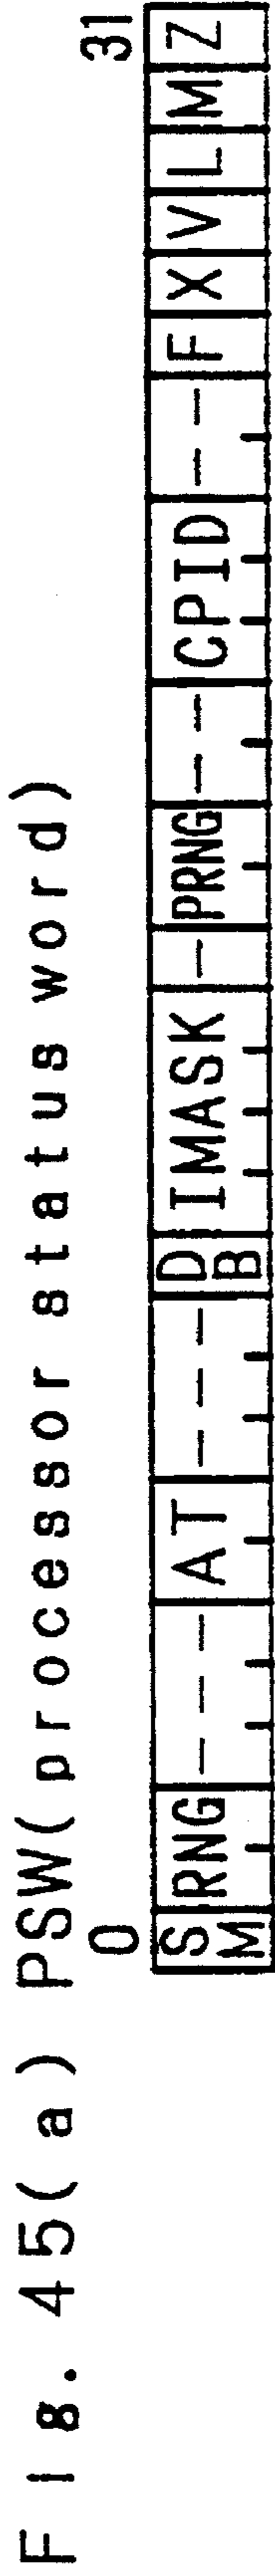 Fig. 45(a) PSW(processor status word)
0 31
SM RNG - - - AT - - - DB IMASK - PRNG - - CPID - - F X V L M Z